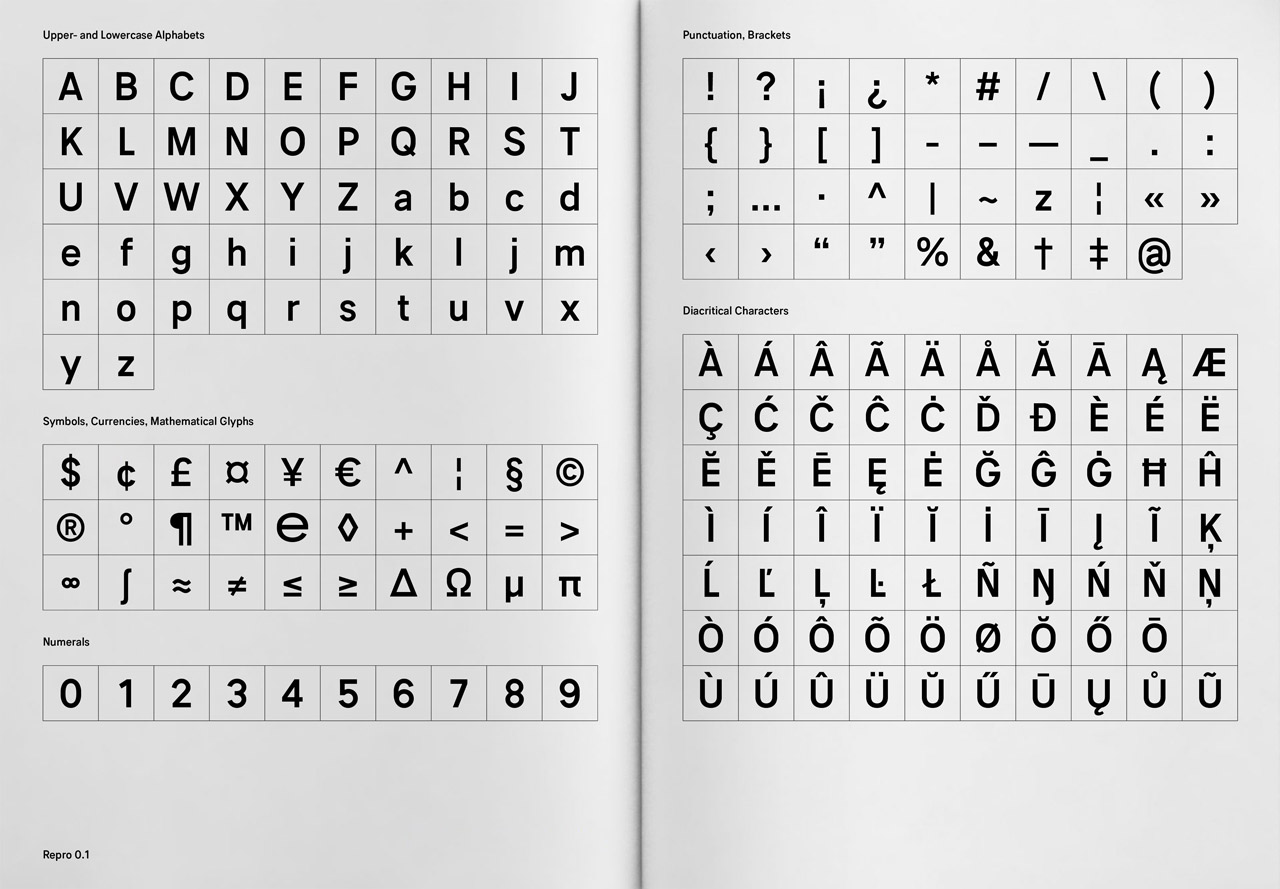 Upper- and Lowercase Alphabets
A B C D E F G H I J
K L M N O P Q R S T
U V W X Y Z a b c d
e f g h i j k l j m
n o p q r s t u v x
y z
Symbols, Currencies, Mathematical Glyphs
$ ¢ £ ¤ ¥ € ^ ¦ § ©
® ° ¶ ™ ℮ ◊ + < = >
∞ ∫ ≈ ≠ ≤ ≥ Δ Ω µ π
Numerals
0 1 2 3 4 5 6 7 8 9
Repro 0.1
Punctuation, Brackets
! ? ¡ ¿ * # / \ ( )
{ } [ ] - – — _ . :
; … · ^ | ~ z ¦ « »
‹ › “ ” % & † ‡ @
Diacritical Characters
À Á Â Ã Ä Å Ă Ā Ą Æ
Ç Ć Č Ĉ Ċ Ď Đ È É Ë
Ĕ Ě Ē Ę Ė Ğ Ĝ Ġ Ħ Ĥ
Ì Í Î Ï Ĭ İ Ī Į Ĩ Ķ
Ĺ Ľ Ļ Ŀ Ł Ñ Ŋ Ń Ň Ņ
Ò Ó Ô Õ Ö Ø Ŏ Ő Ō
Ù Ú Û Ü Ŭ Ű Ū Ų Ů Ũ